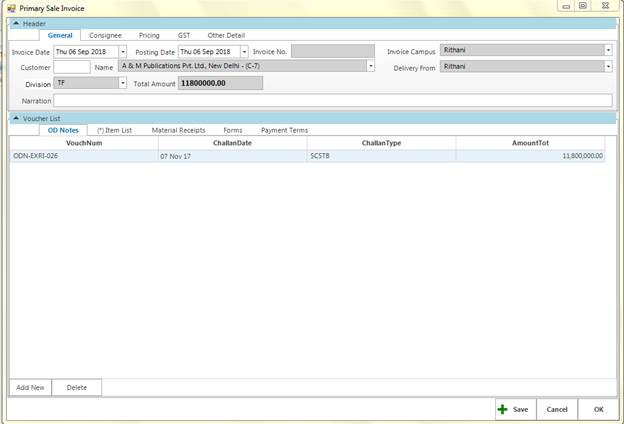 Primary Sale Invoice
Header
General Consignee Pricing GST Other Detail
Invoice Date Thu 06 Sep 2018 Posting Date Thu 06 Sep 2018 Invoice No. Invoice Campus Rithani
Customer Name A & M Publications Pvt. Ltd., New Delhi - (C-7) Delivery From Rithani
Division TF Total Amount 11800000.00
Narration
Voucher List
OD Notes (*) Item List Material Receipts Forms Payment Terms
VouchNum ChallanDate ChallanType AmountTot
ODN-EXRI-026 07 Nov 17 SCSTB 11,800,000.00
Add New Delete
Save Cancel OK